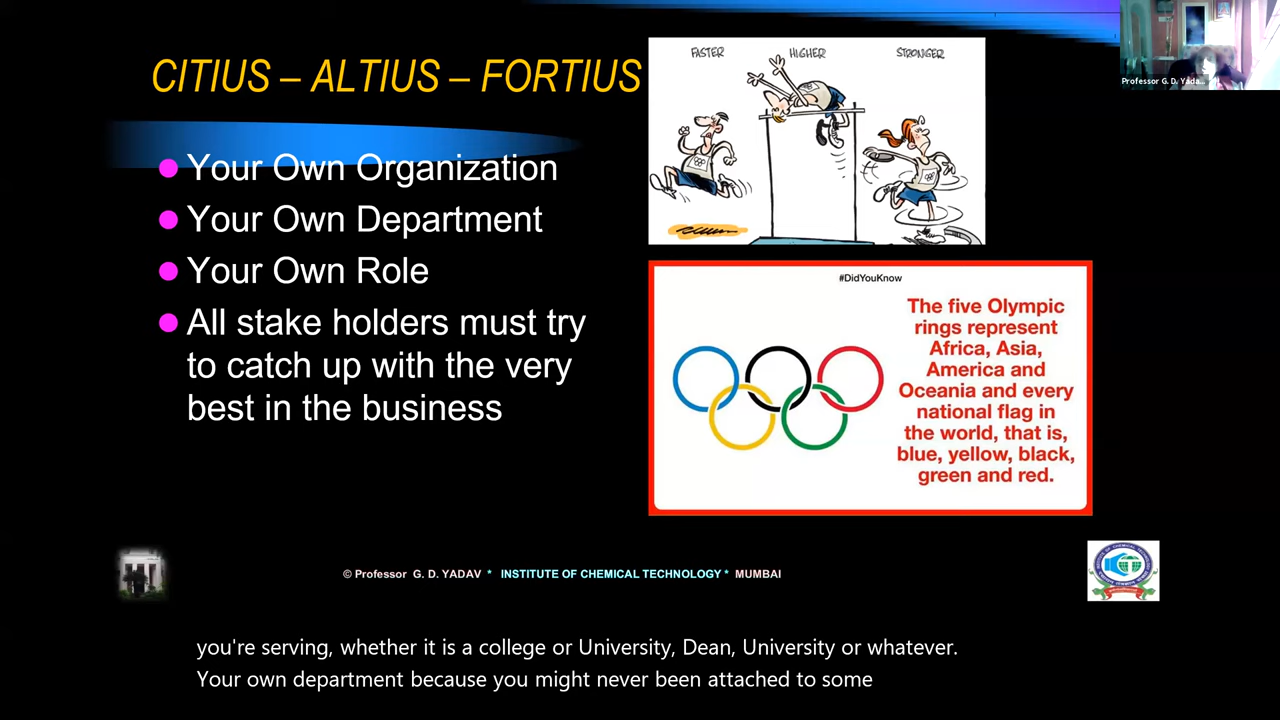 CITIUS – ALTIUS – FORTIUS
Your Own Organization
Your Own Department
Your Own Role
All stake holders must try
to catch up with the very
best in the business
FASTER
HIGHER
STRONGER
#DidYouKnow
The five Olympic
rings represent
Africa, Asia,
America and
Oceania and every
national flag in
the world, that is,
blue, yellow, black,
green and red.
Professor G. D. Yada...
© Professor G. D. YADAV * INSTITUTE OF CHEMICAL TECHNOLOGY * MUMBAI
you're serving, whether it is a college or University, Dean, University or whatever.
Your own department because you might never been attached to some